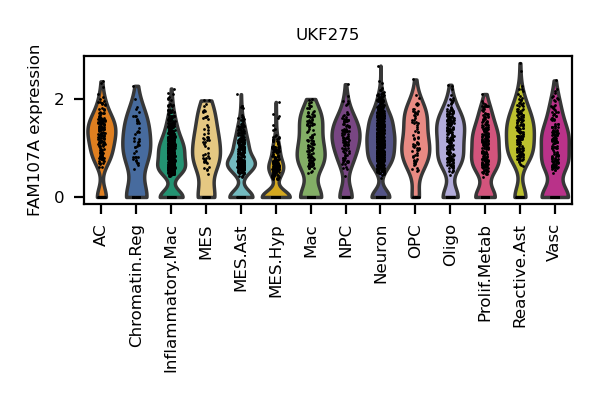 UKF275
FAM107A expression
2
0
AC
Chromatin.Reg
Inflammatory.Mac
MES
MES.Ast
MES.Hyp
Mac
NPC
Neuron
OPC
Oligo
Prolif.Metab
Reactive.Ast
Vasc